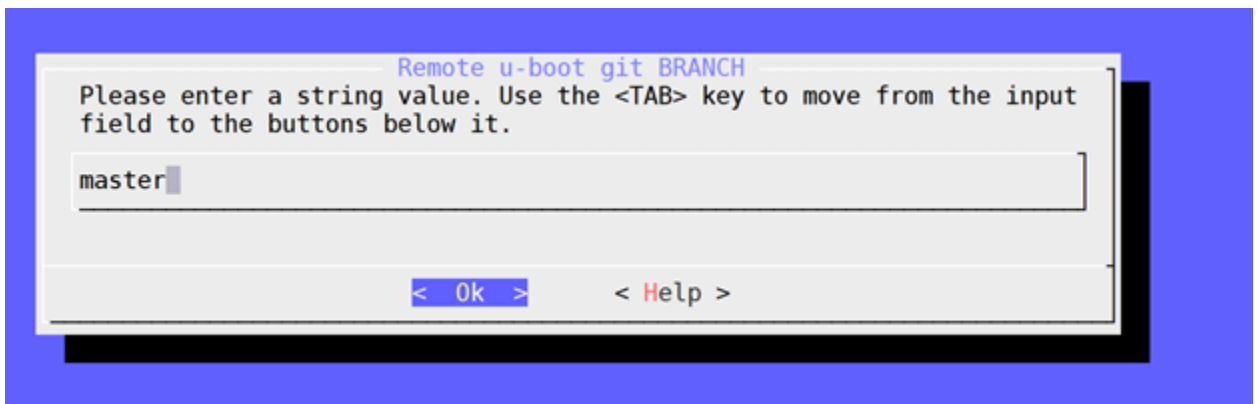 Remote u-boot git BRANCH
Please enter a string value. Use the <TAB> key to move from the input
field to the buttons below it.
master
< Ok > < Help >